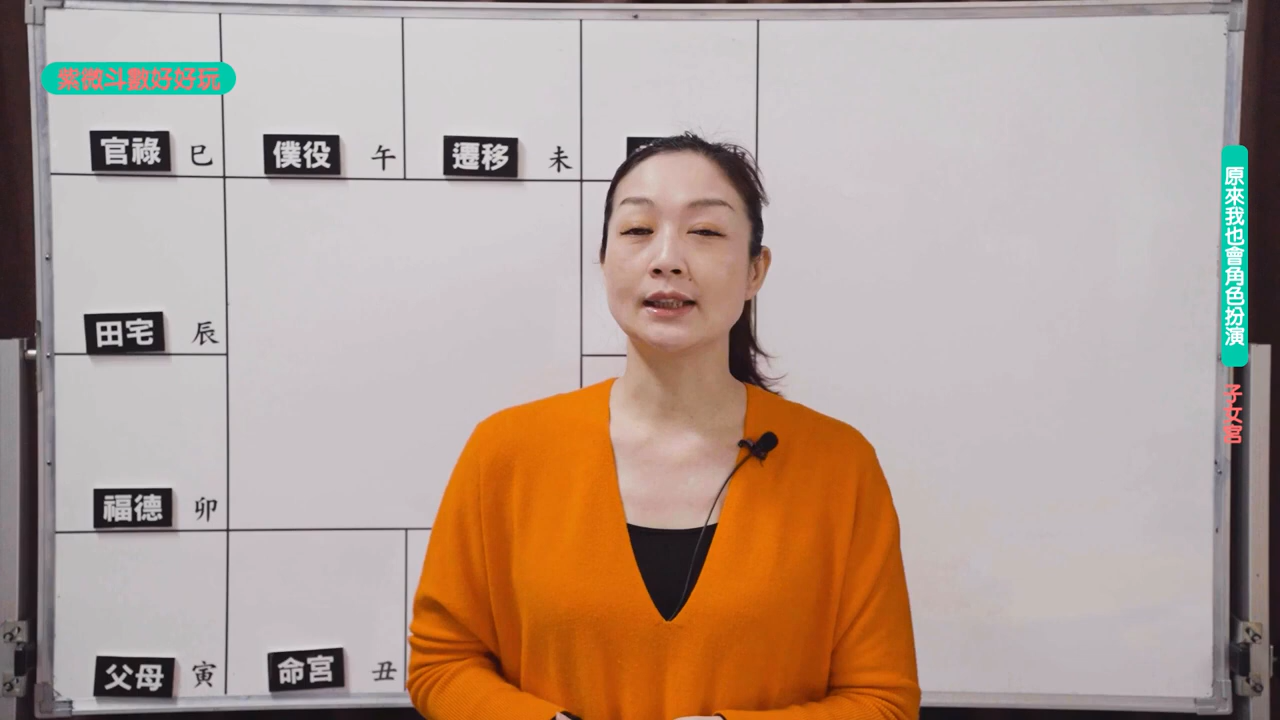 紫微斗數好好玩
官祿 巳
僕役 午
遷移 未
田宅 辰
福德 卯
父母 寅
命宮 丑
原來我也會角色扮演
子女宮